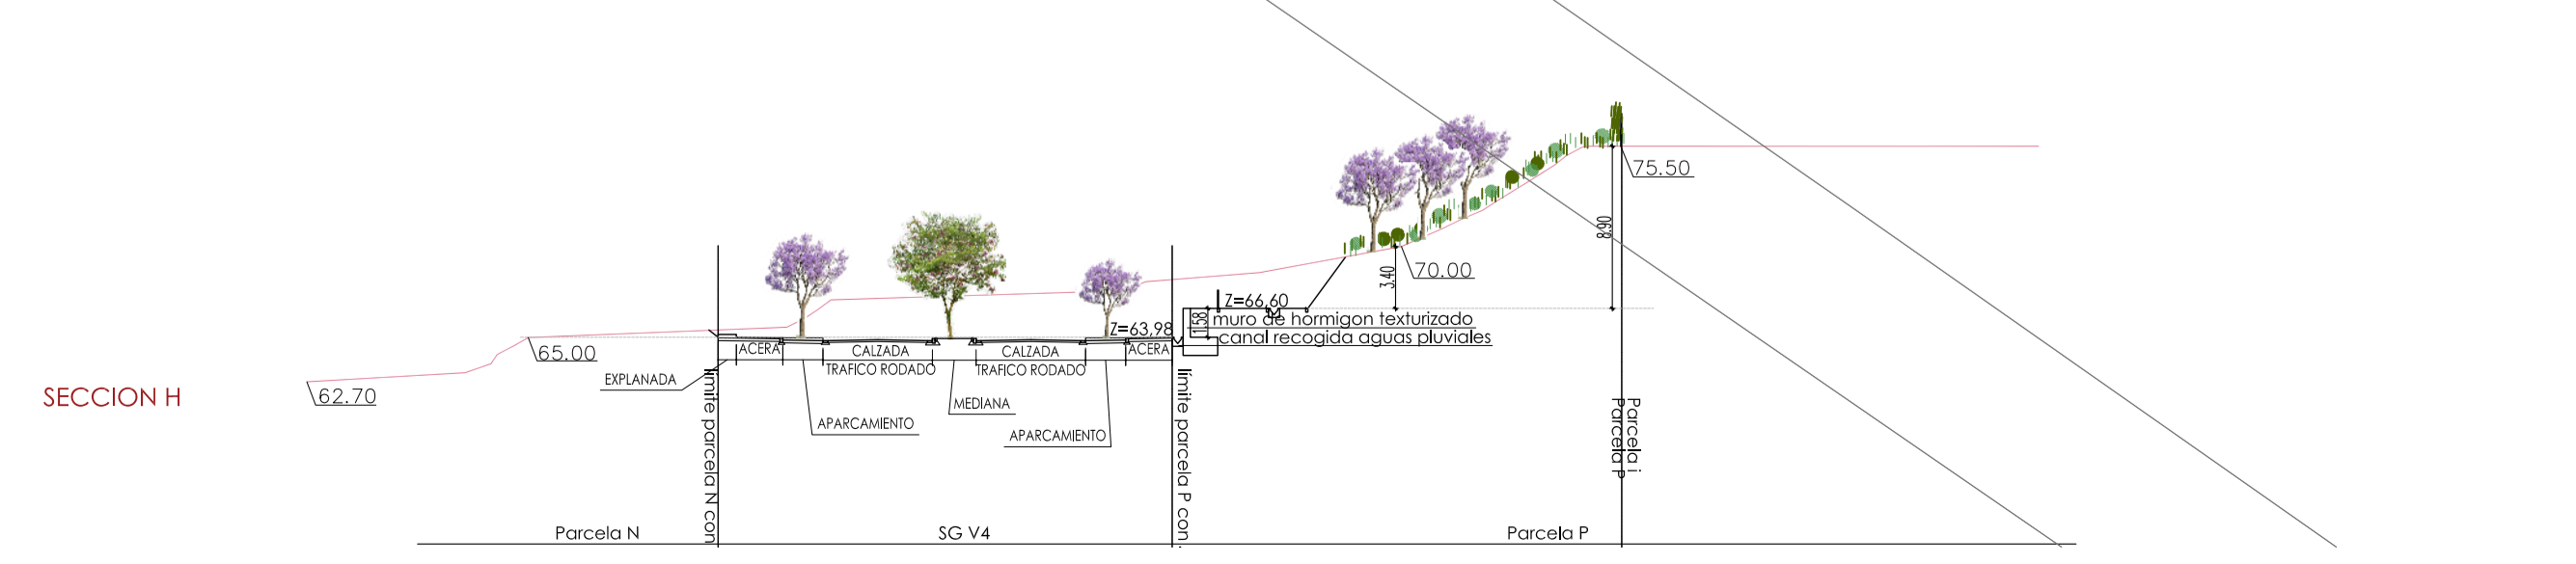 75.50
8.90
70.00
3.40
Z=66,60
1.58
muro de hormigon texturizado
canal recogida aguas pluviales
Z=63,98
65.00
ACERA
CALZADA
CALZADA
ACERA
TRAFICO RODADO
TRAFICO RODADO
EXPLANADA
SECCION H
62.70
MEDIANA
APARCAMIENTO
APARCAMIENTO
límite parcela N con
límite parcela P con
Parcela i
Parcela P
Parcela N
SG V4
Parcela P